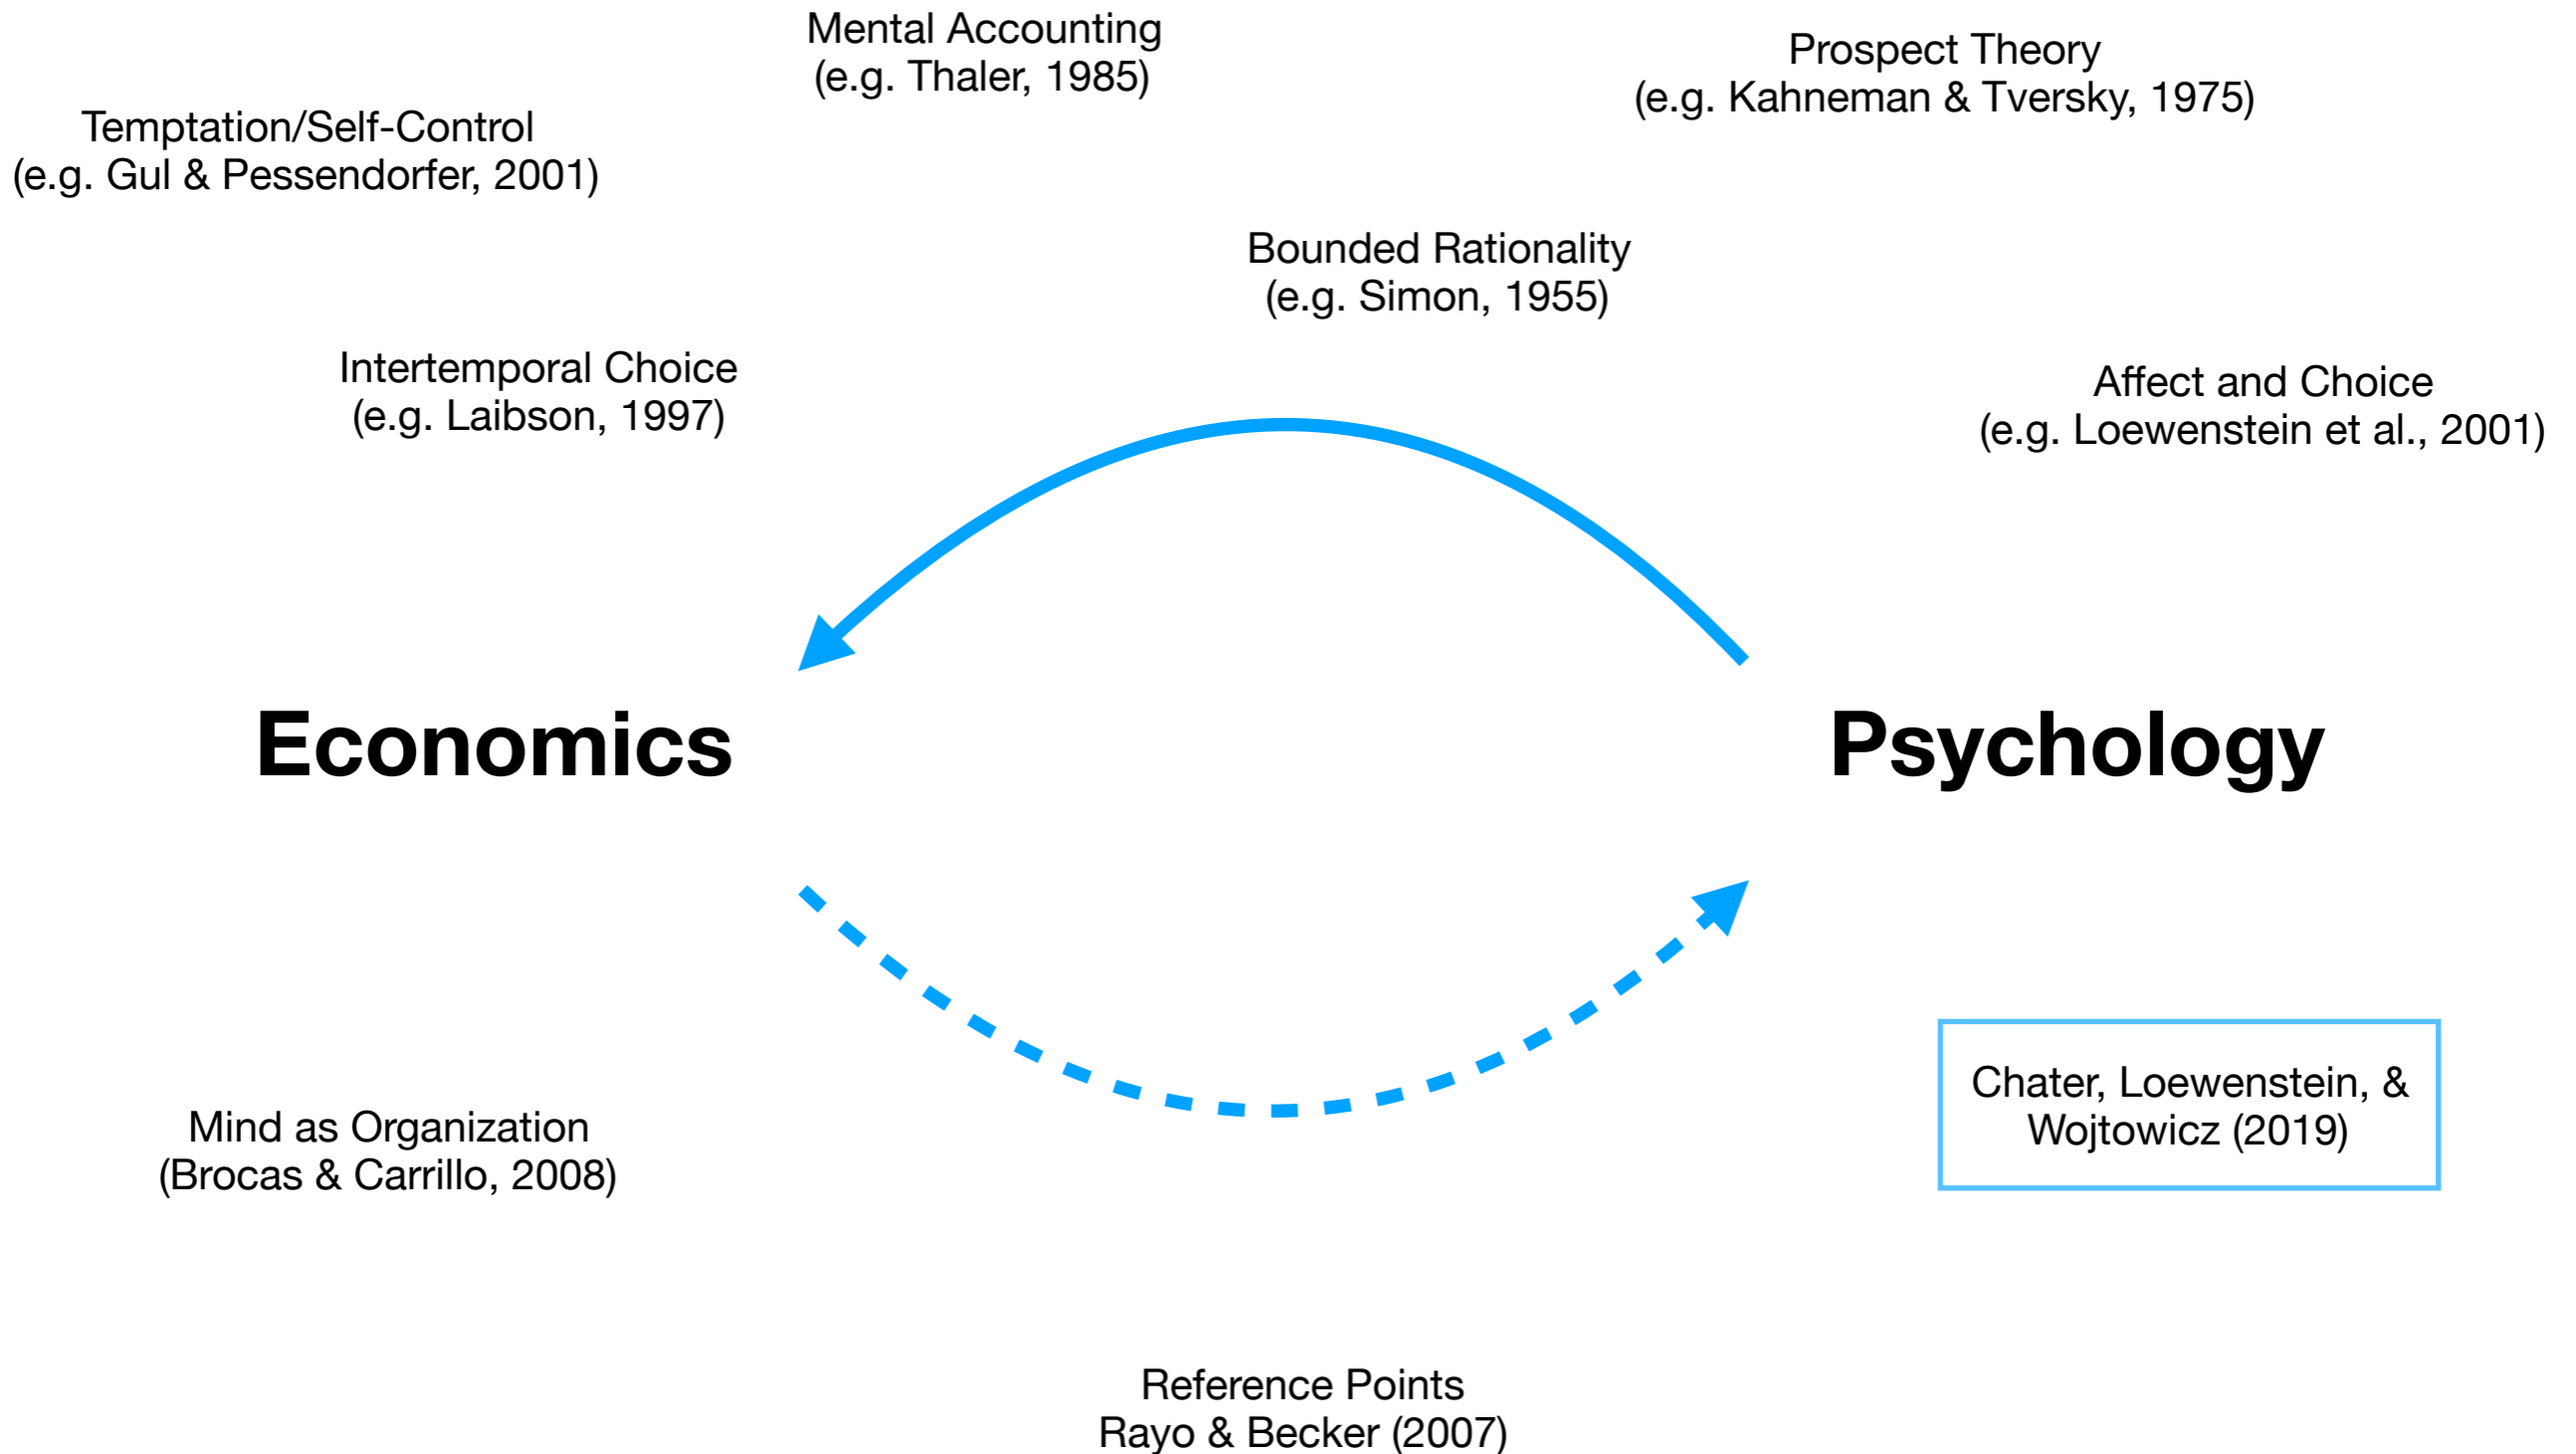 Mental Accounting
(e.g. Thaler, 1985)
Prospect Theory
(e.g. Kahneman & Tversky, 1975)
Temptation/Self-Control
(e.g. Gul & Pessendorfer, 2001)
Bounded Rationality
(e.g. Simon, 1955)
Intertemporal Choice
(e.g. Laibson, 1997)
Affect and Choice
(e.g. Loewenstein et al., 2001)
Economics
Psychology
Chater, Loewenstein, &
Wojtowicz (2019)
Mind as Organization
(Brocas & Carrillo, 2008)
Reference Points
Rayo & Becker (2007)